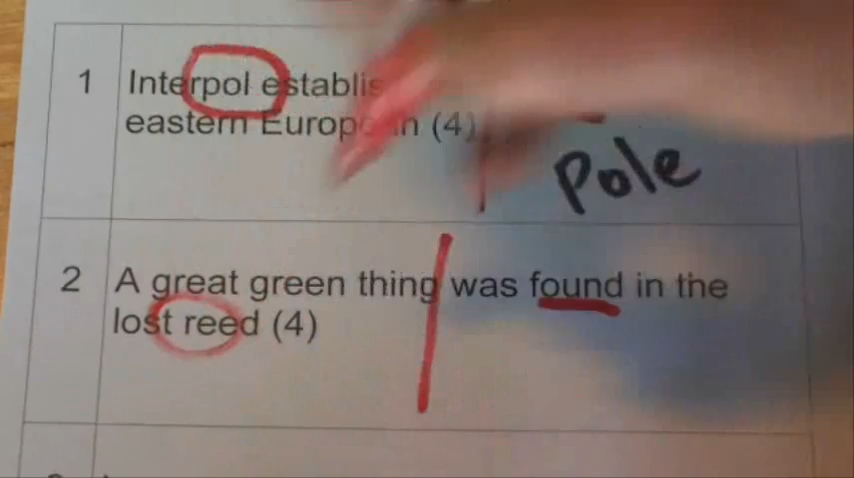 1 Interpol establis
eastern Europ n (4)
Pole
2 A great green thing was found in the
lost reed (4)